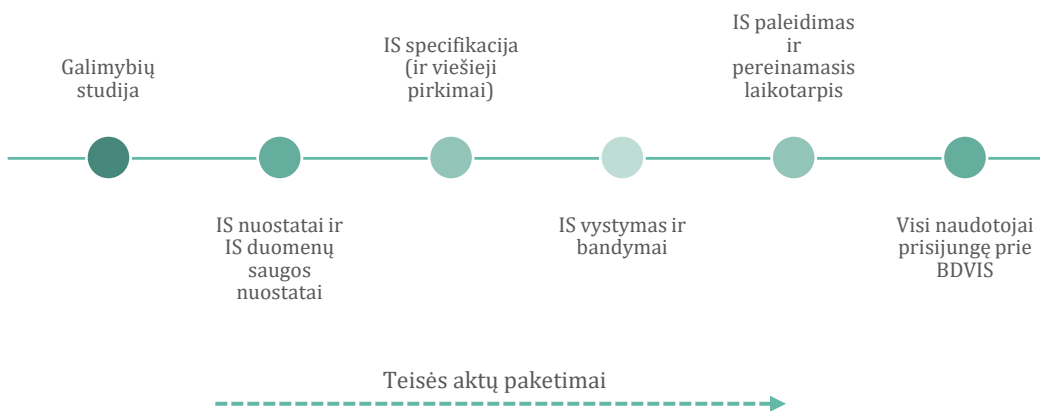 Galimybių
studija
IS nuostatai ir
IS duomenų
saugos
nuostatai
IS specifikacija
(ir viešieji
pirkimai)
IS vystymas ir
bandymai
IS paleidimas
ir
pereinamasis
laikotarpis
Visi naudotojai
prisijungę prie
BDVIS
Teisės aktų paketimai